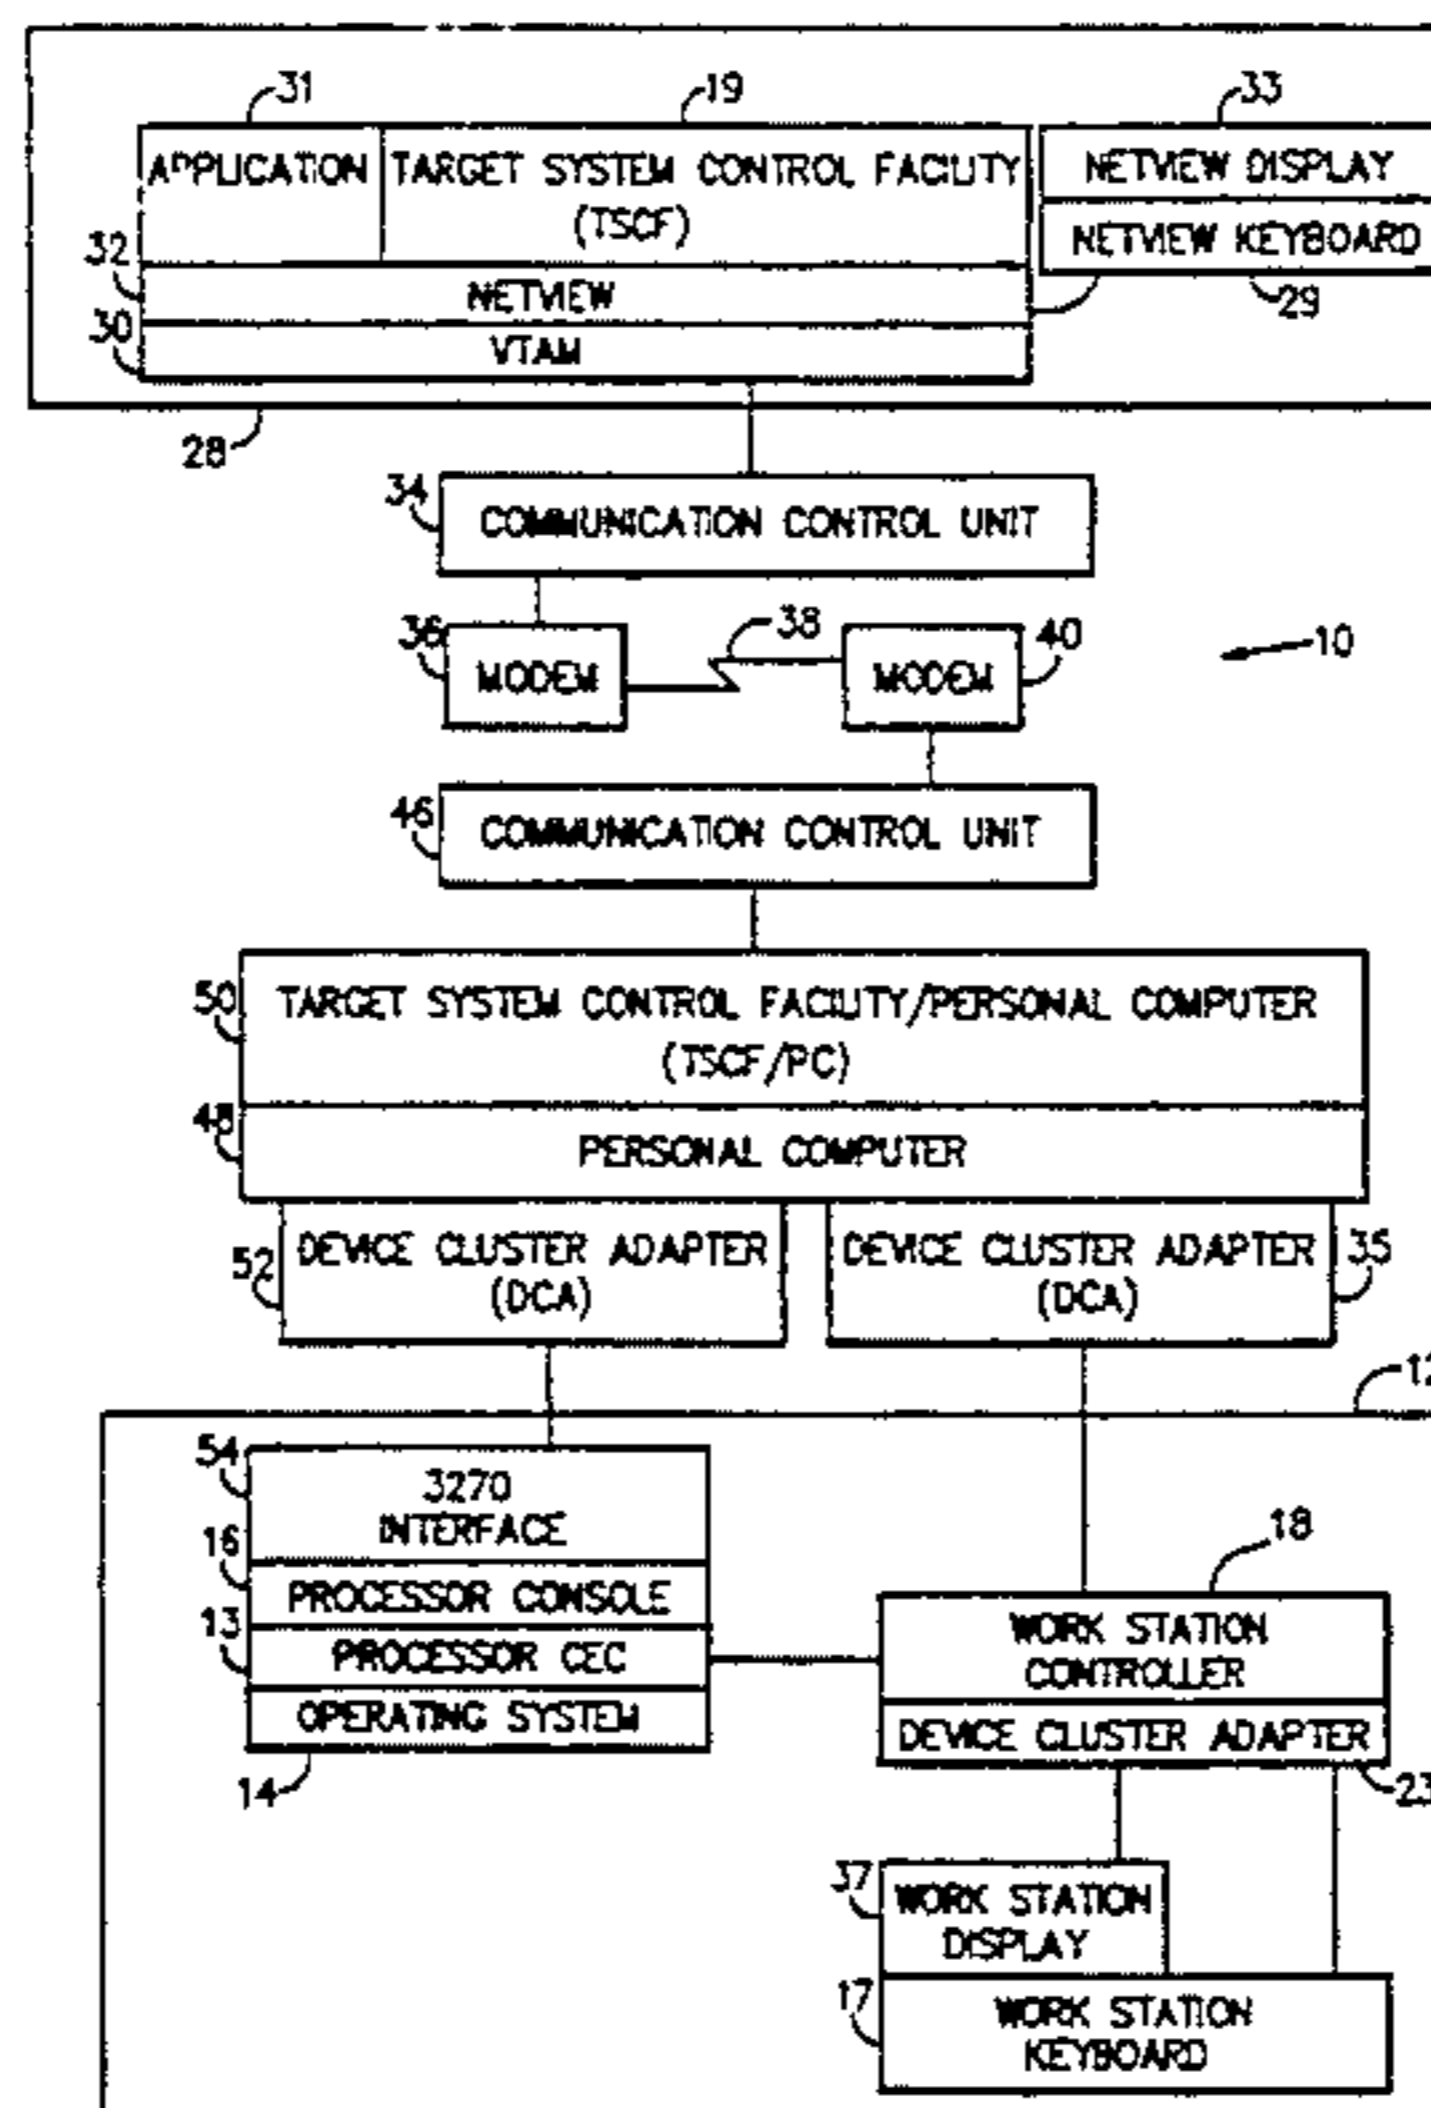 31
19
33
APPLICATION
TARGET SYSTEM CONTROL FACILITY
(TSCF)
NETVIEW DISPLAY
NETVIEW KEYBOARD
32
NETVIEW
29
30
VTAM
28
34
COMMUNICATION CONTROL UNIT
36
MODEM
38
MODEM
40
10
46
COMMUNICATION CONTROL UNIT
50
TARGET SYSTEM CONTROL FACILITY/PERSONAL COMPUTER
(TSCF/PC)
48
PERSONAL COMPUTER
52
DEVICE CLUSTER ADAPTER
(DCA)
DEVICE CLUSTER ADAPTER
(DCA)
35
12
54
3270
INTERFACE
16
PROCESSOR CONSOLE
13
PROCESSOR CEC
OPERATING SYSTEM
14
18
WORK STATION
CONTROLLER
DEVICE CLUSTER ADAPTER
23
37
WORK STATION
DISPLAY
17
WORK STATION
KEYBOARD